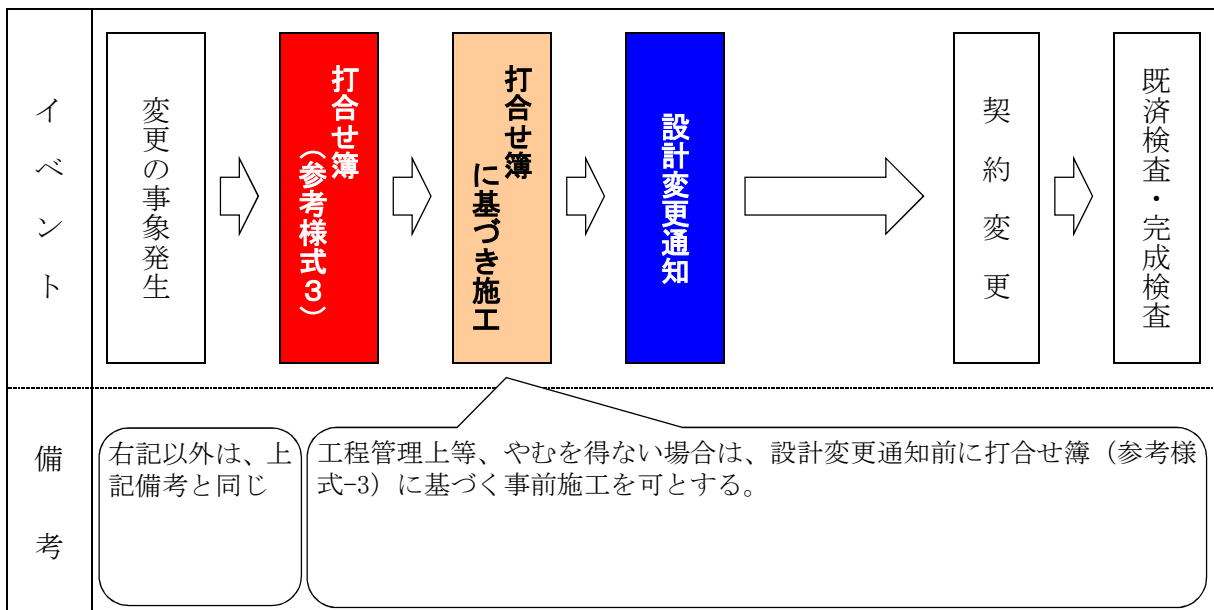 イベント
変更の事象発生
打合せ簿
（参考様式３）
打合せ簿
に基づき施工
設計変更通知
契約変更
既済検査・完成検査
備考
右記以外は、上
記備考と同じ
工程管理上等、やむを得ない場合は、設計変更通知前に打合せ簿（参考様
式-3）に基づく事前施工を可とする。